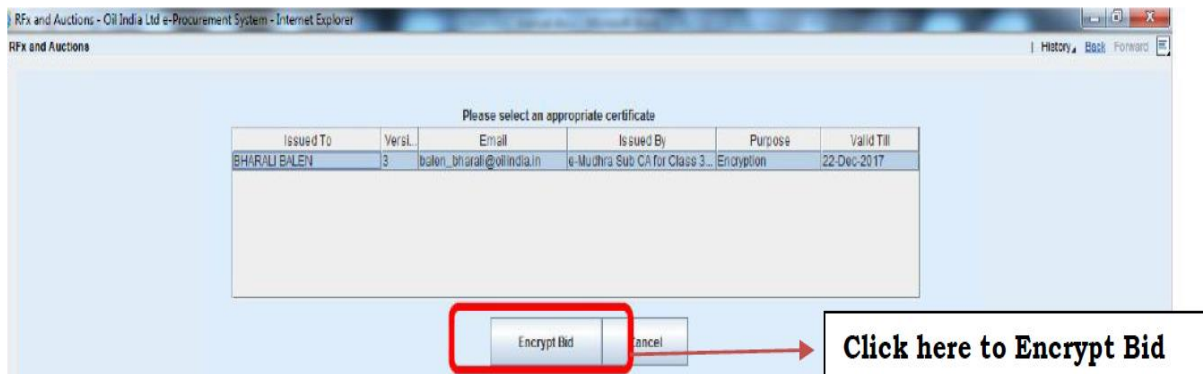 RFx and Auctions - Oil India Ltd e-Procurement System - Internet Explorer
RFx and Auctions
| History Back Forward
Please select an appropriate certificate
Issued To Versi... Email Issued By Purpose Valid Till
BHARALI BALEN 3 balen_bharali@oilindia.in e-Mudhra Sub CA for Class 3... Encryption 22-Dec-2017
Encrypt Bid Cancel
Click here to Encrypt Bid